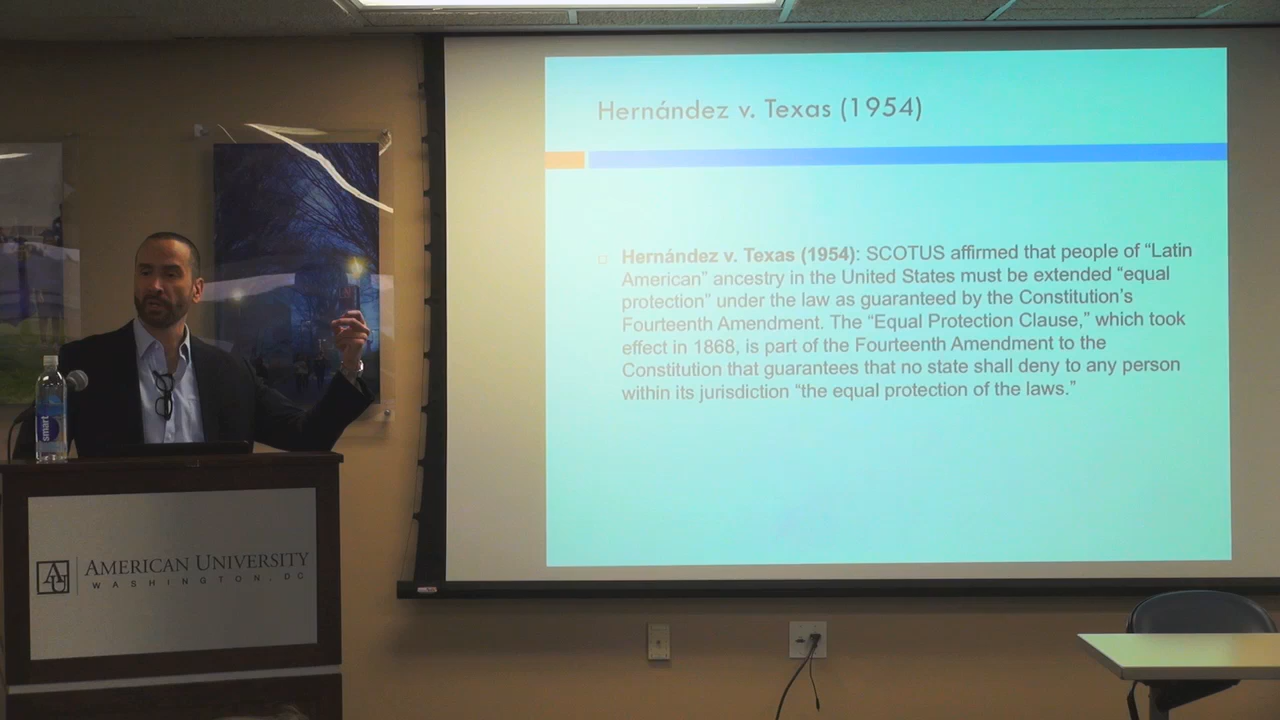 Hernández v. Texas (1954)
Hernández v. Texas (1954): SCOTUS affirmed that people of “Latin
American” ancestry in the United States must be extended “equal
protection” under the law as guaranteed by the Constitution’s
Fourteenth Amendment. The “Equal Protection Clause,” which took
effect in 1868, is part of the Fourteenth Amendment to the
Constitution that guarantees that no state shall deny to any person
within its jurisdiction “the equal protection of the laws.”
smart
AU
AMERICAN UNIVERSITY
WASHINGTON, DC